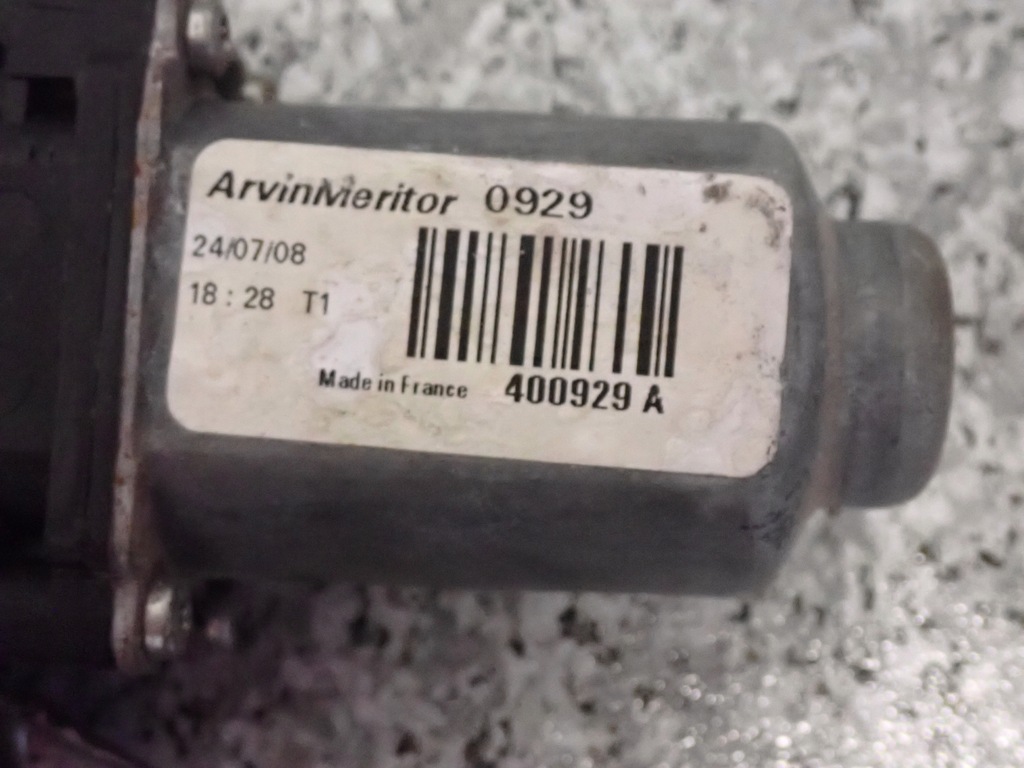 ArvinMeritor 0929
24/07/08
18 : 28 T1
Made in France 400929 A